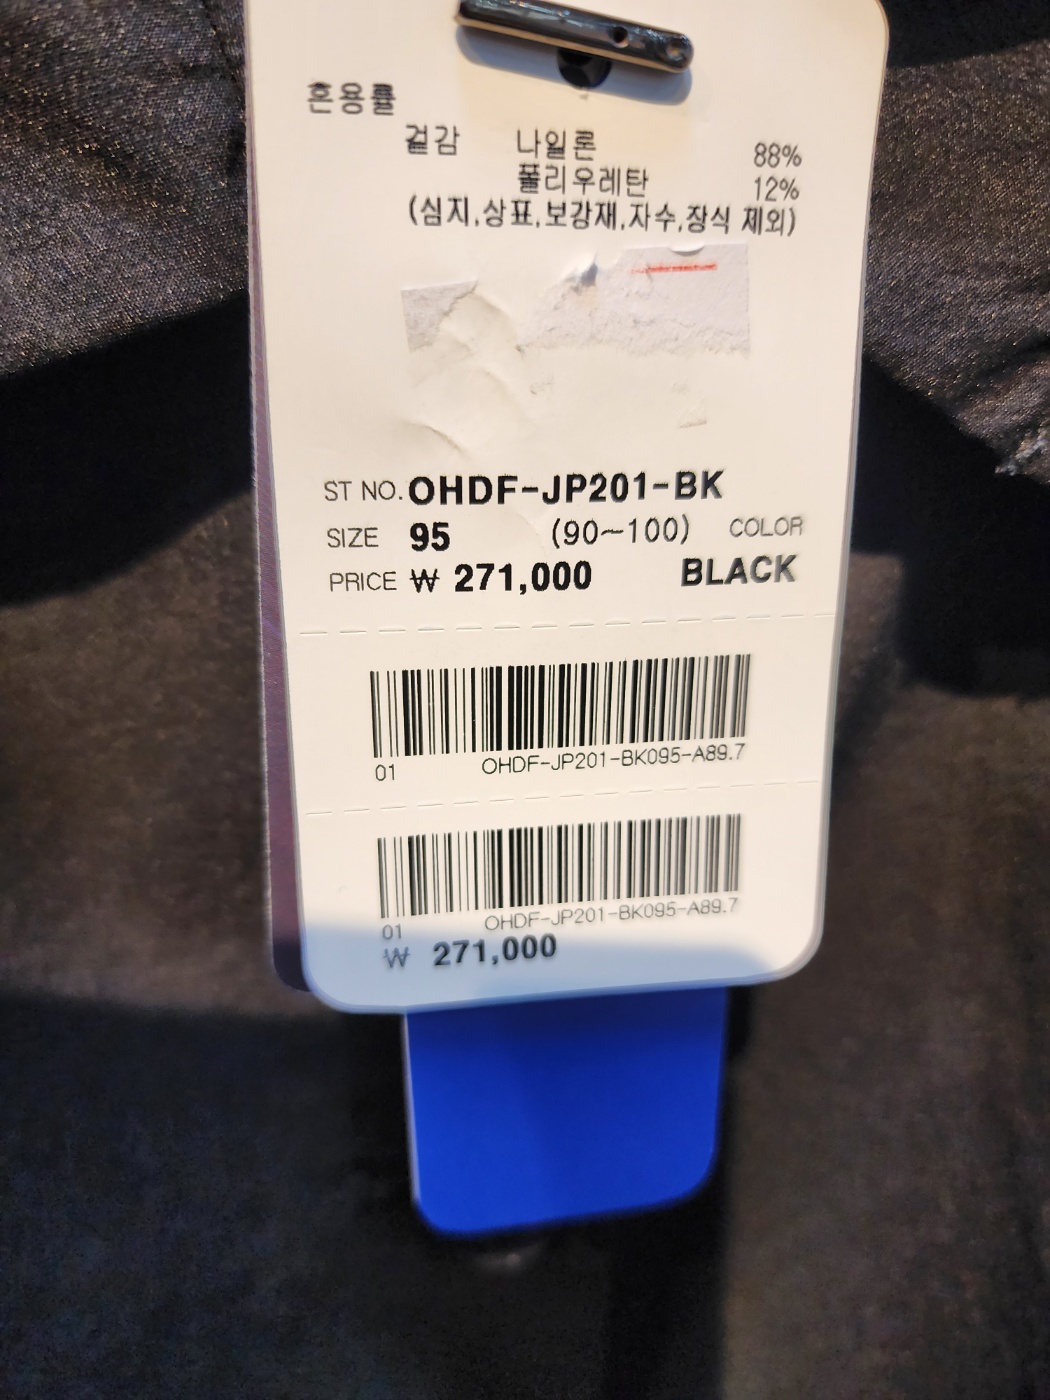 혼용률
겉감 나일론 88%
폴리우레탄 12%
(심지,상표,보강재,자수,장식 제외)
ST NO. OHDF-JP201-BK
SIZE 95 (90~100) COLOR
PRICE ₩ 271,000 BLACK
01 OHDF-JP201-BK095-A89.7
01 OHDF-JP201-BK095-A89.7
₩ 271,000